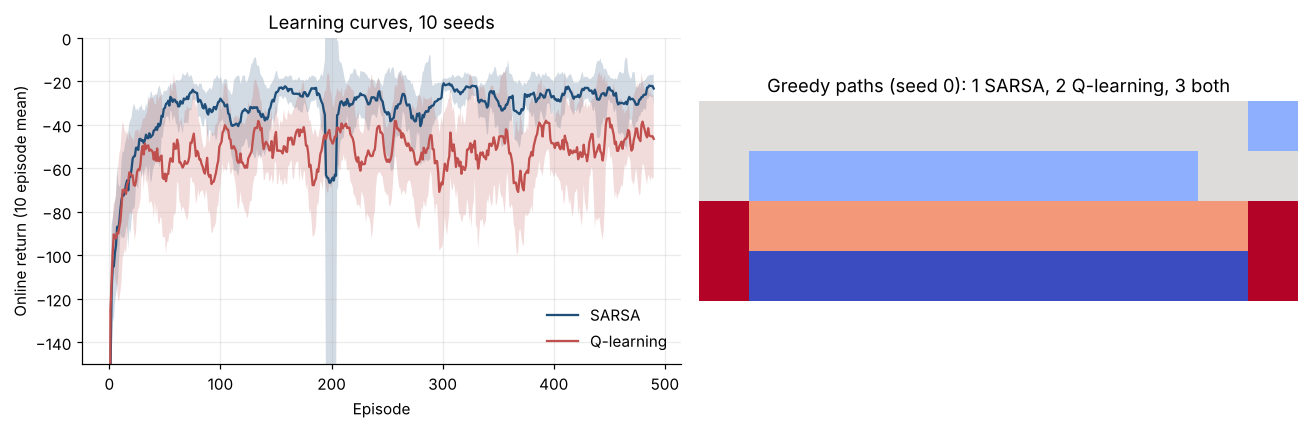 Learning curves, 10 seeds
Online return (10 episode mean)
0
−20
−40
−60
−80
−100
−120
−140
0
100
200
300
400
500
Episode
SARSA
Q-learning
Greedy paths (seed 0): 1 SARSA, 2 Q-learning, 3 both